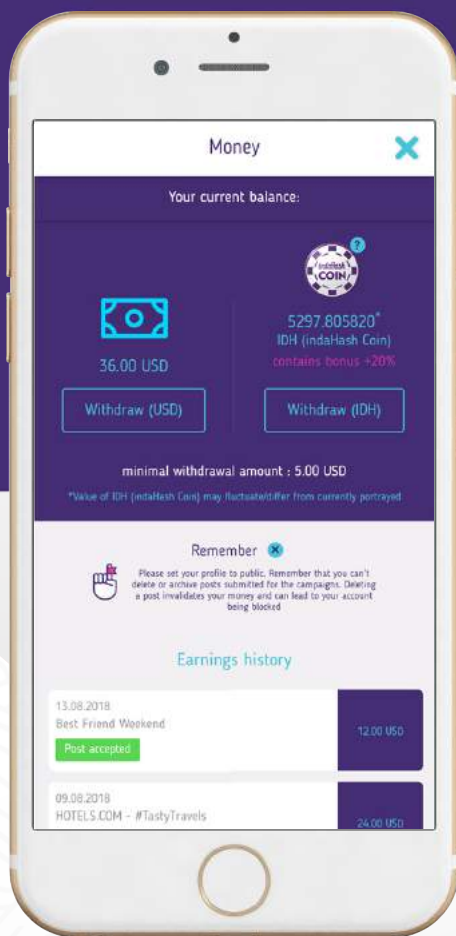 Money
Your current balance:
?
indaHash
COIN
5297.805820*
IDH (indaHash Coin)
contains bonus +20%
36.00 USD
Withdraw (USD)
Withdraw (IDH)
minimal withdrawal amount : 5.00 USD
*Value of IDH (indaHash Coin) may fluctuate/differ from currently portrayed
Remember
Please set your profile to public. Remember that you can't
delete or archive posts submitted for the campaigns. Deleting
a post invalidates your money and can lead to your account
being blocked
Earnings history
13.08.2018
Best Friend Weekend
Post accepted
12.00 USD
09.08.2018
HOTELS.COM - #TastyTravels
24.00 USD